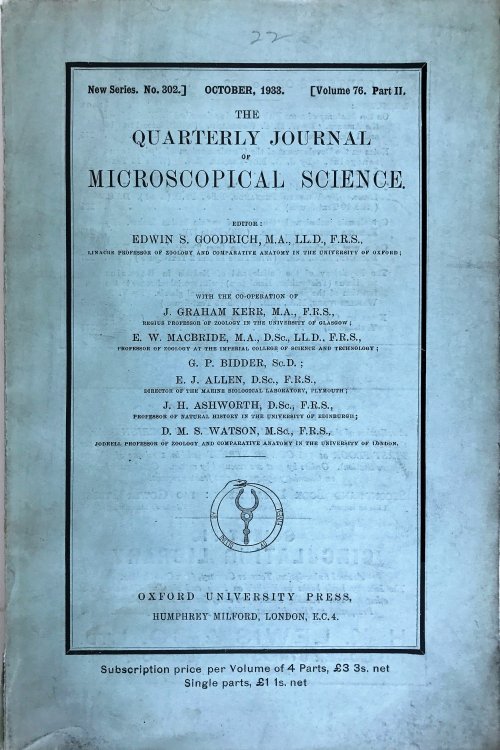 22
New Series. No. 302.] OCTOBER, 1933. [Volume 76. Part II.
THE
QUARTERLY JOURNAL
OF
MICROSCOPICAL SCIENCE.
EDITOR:
EDWIN S. GOODRICH, M.A., LL.D., F.R.S.,
LINACRE PROFESSOR OF ZOOLOGY AND COMPARATIVE ANATOMY IN THE UNIVERSITY OF OXFORD;
WITH THE CO-OPERATION OF
J. GRAHAM KERR, M.A., F.R.S.,
REGIUS PROFESSOR OF ZOOLOGY IN THE UNIVERSITY OF GLASGOW;
E. W. MACBRIDE, M.A., D.Sc., LL.D., F.R.S.,
PROFESSOR OF ZOOLOGY AT THE IMPERIAL COLLEGE OF SCIENCE AND TECHNOLOGY;
G. P. BIDDER, Sc.D.;
E. J. ALLEN, D.Sc., F.R.S.,
DIRECTOR OF THE MARINE BIOLOGICAL LABORATORY, PLYMOUTH;
J. H. ASHWORTH, D.Sc., F.R.S.,
PROFESSOR OF NATURAL HISTORY IN THE UNIVERSITY OF EDINBURGH;
D. M. S. WATSON, M.Sc., F.R.S.,
JODRELL PROFESSOR OF ZOOLOGY AND COMPARATIVE ANATOMY IN THE UNIVERSITY OF LONDON.
OXFORD UNIVERSITY PRESS,
HUMPHREY MILFORD, LONDON, E.C.4.
Subscription price per Volume of 4 Parts, £3 3s. net
Single parts, £1 1s. net